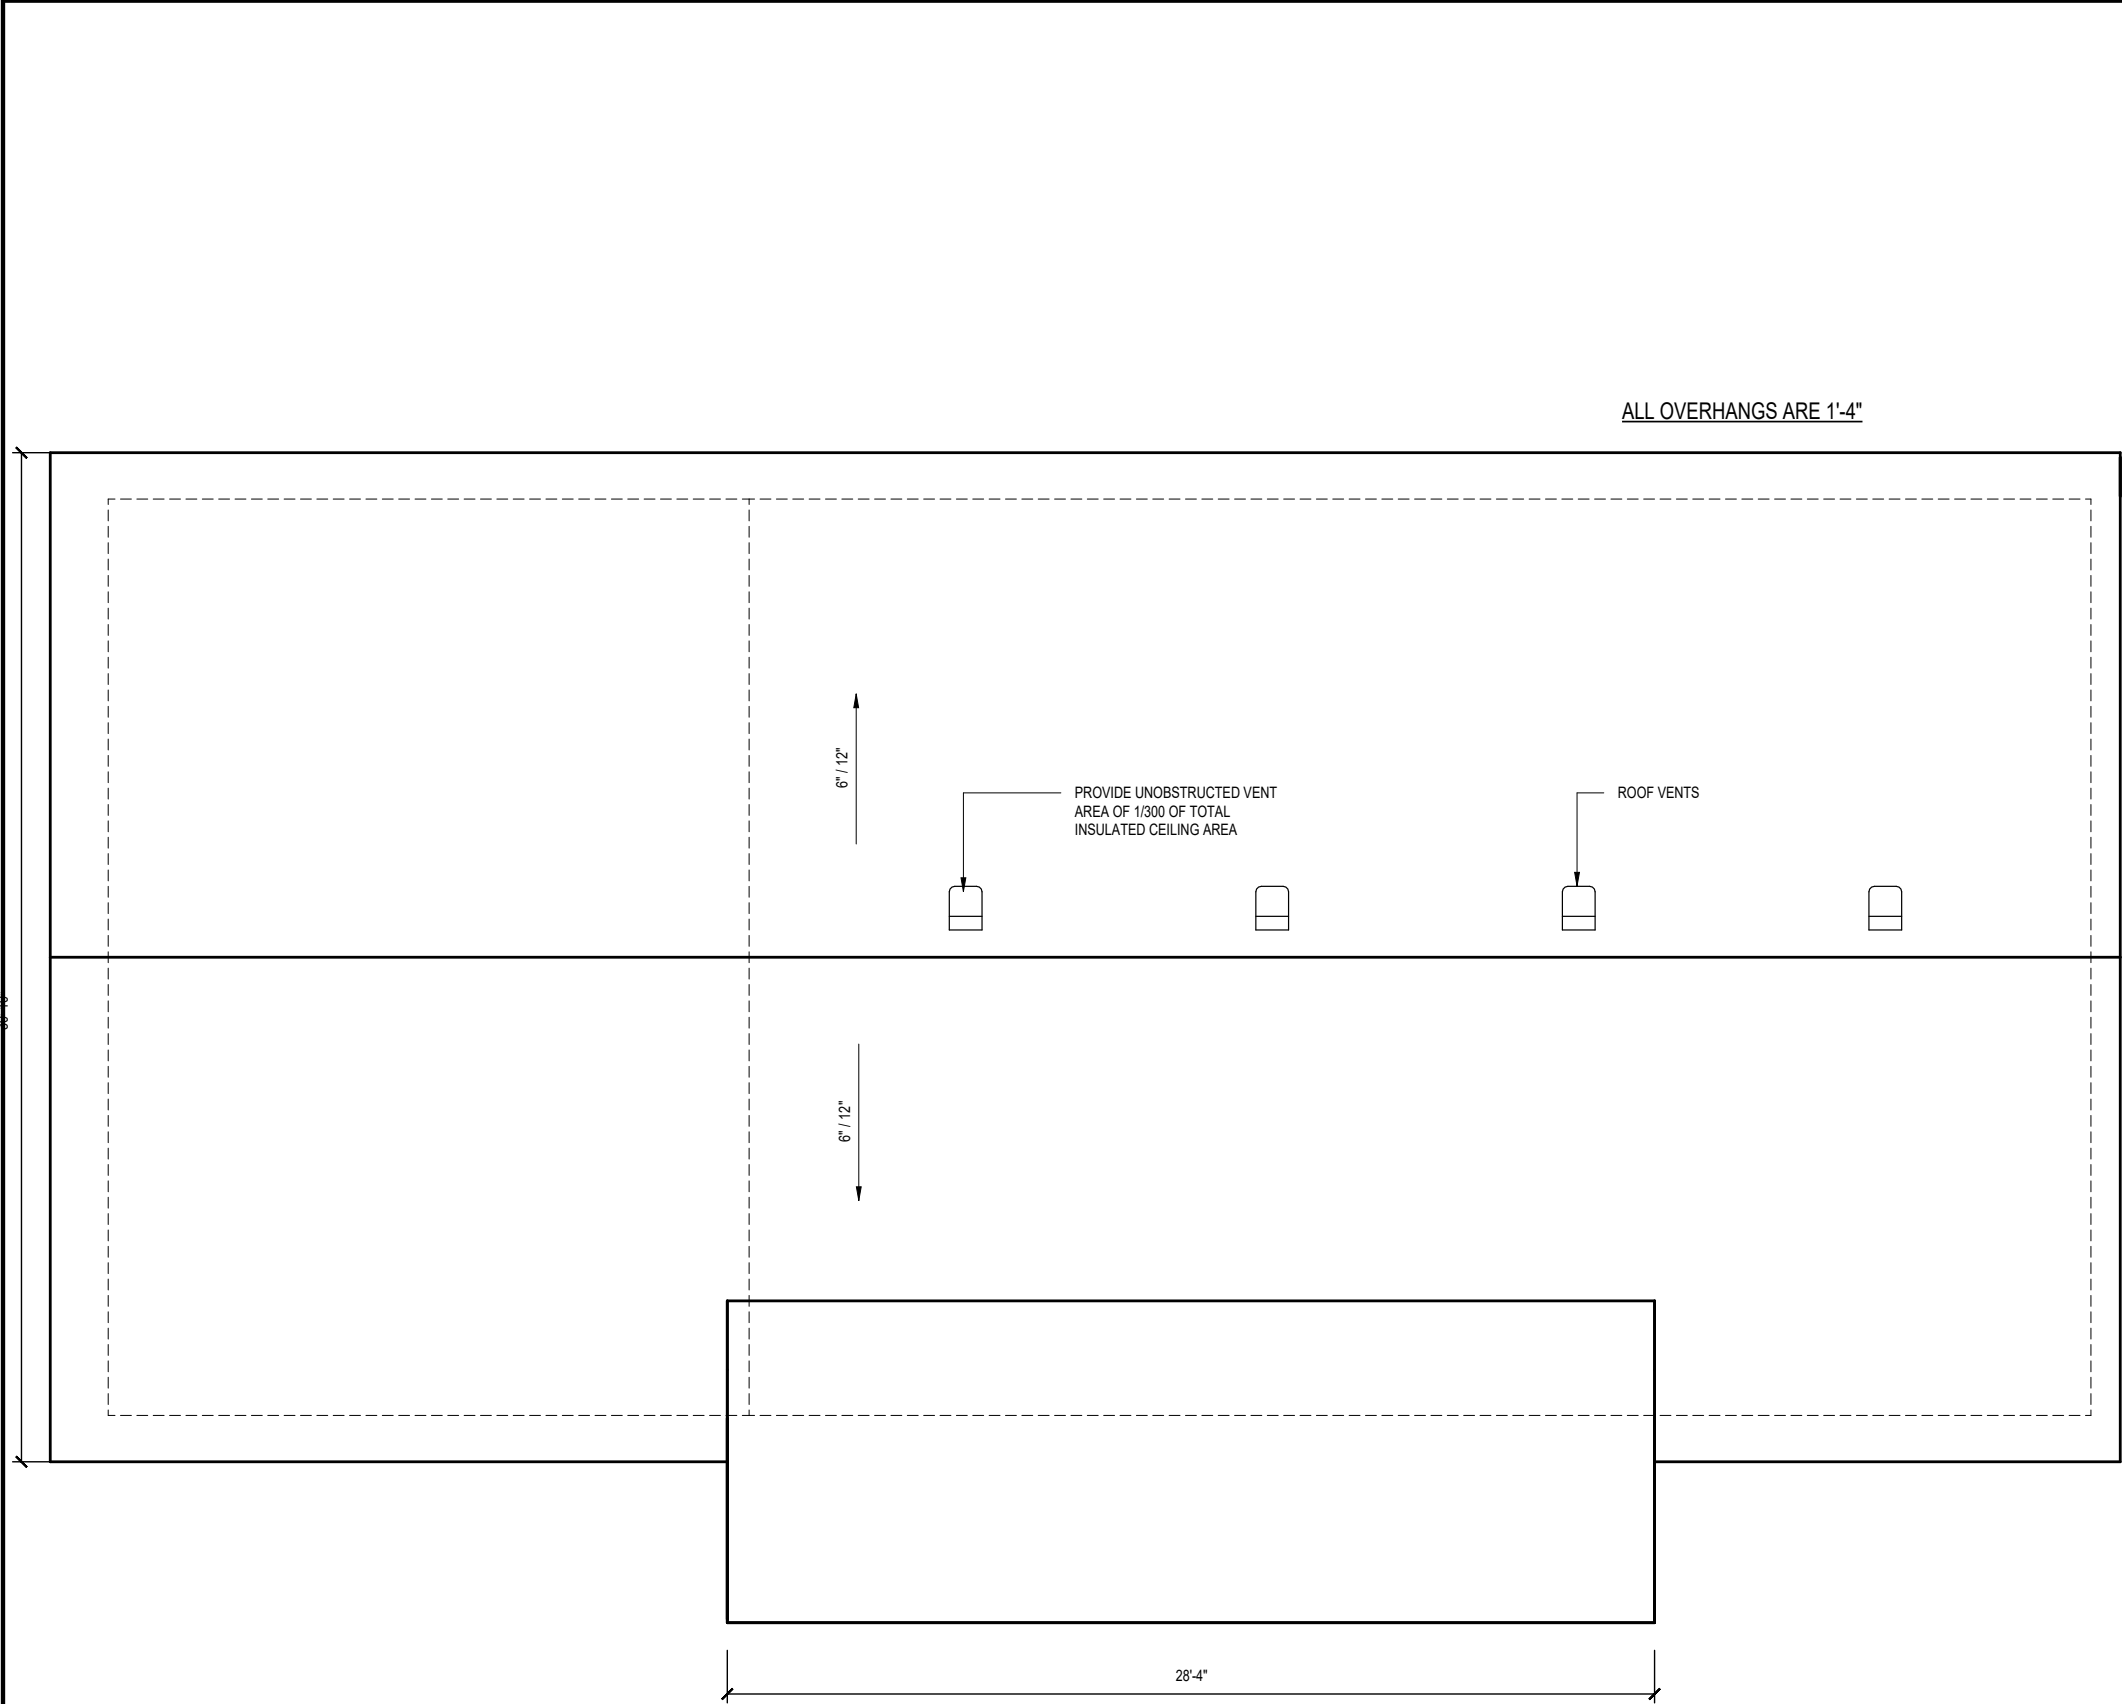 ALL OVERHANGS ARE 1'-4"
6" / 12"
PROVIDE UNOBSTRUCTED VENT
AREA OF 1/300 OF TOTAL
INSULATED CEILING AREA
ROOF VENTS
6" / 12"
28'-4"